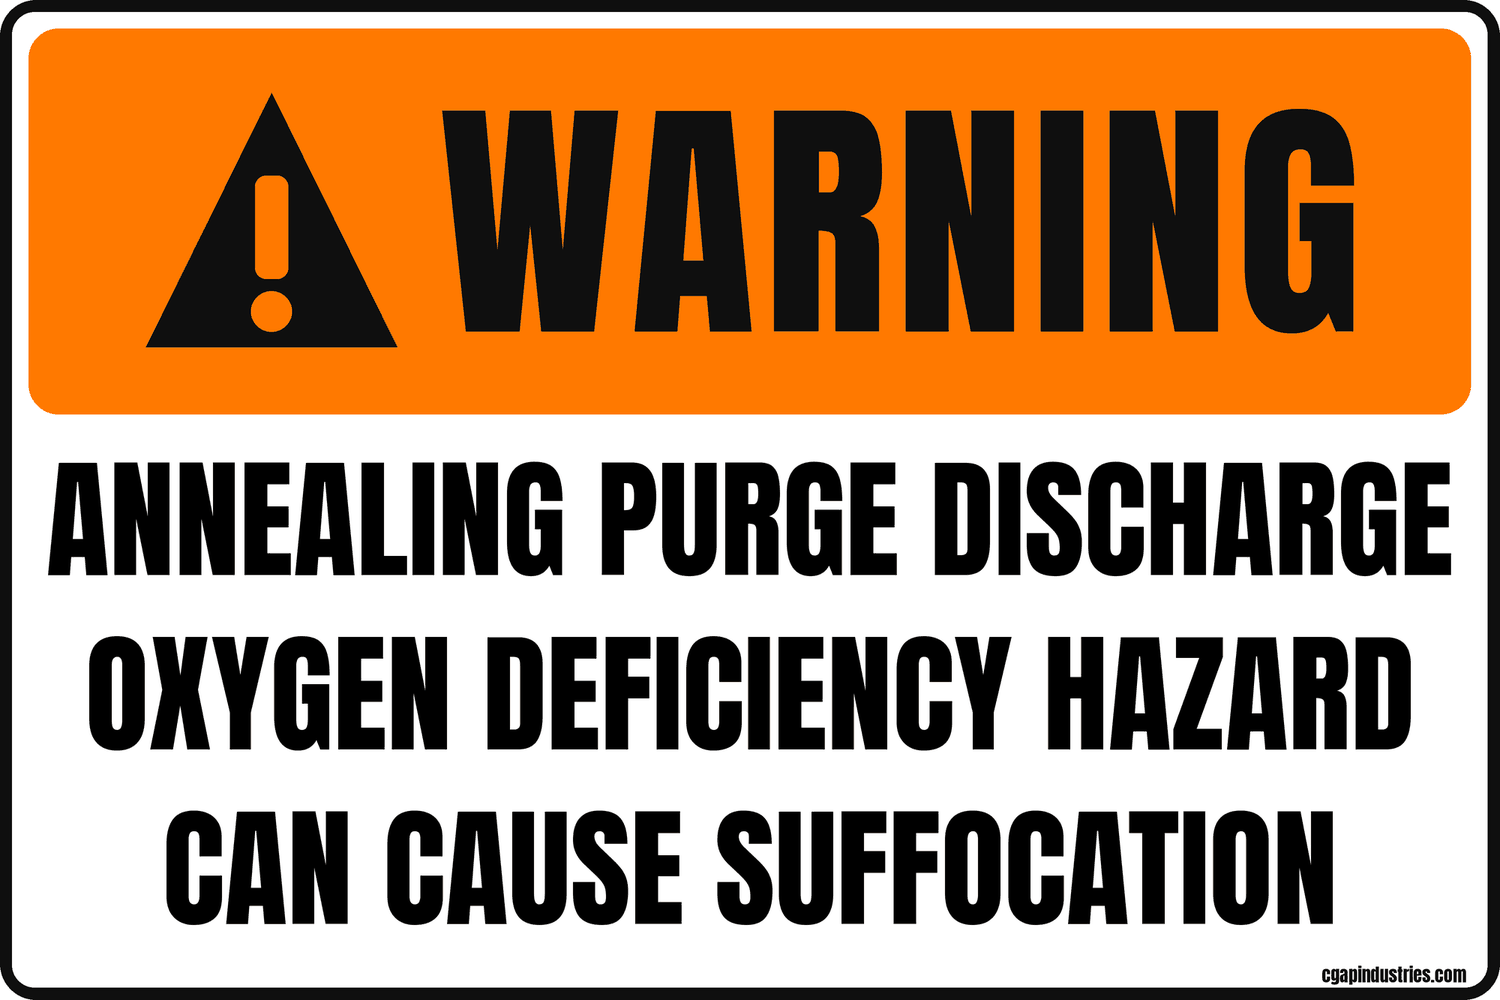 WARNING
ANNEALING PURGE DISCHARGE
OXYGEN DEFICIENCY HAZARD
CAN CAUSE SUFFOCATION
cgapindustries.com